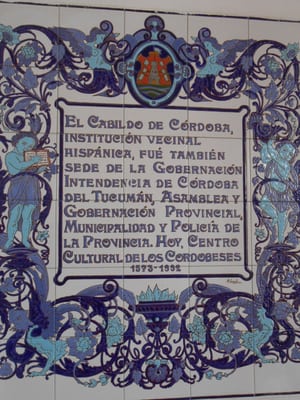 EL CABILDO DE CÓRDOBA,
INSTITUCIÓN VECINAL
HISPÁNICA, FUÉ TAMBIÉN
SEDE DE LA GOBERNACIÓN
INTENDENCIA DE CÓRDOBA
DEL TUCUMÁN, ASAMBLEA Y
GOBERNACIÓN PROVINCIAL,
MUNICIPALIDAD Y POLICÍA DE
LA PROVINCIA. HOY, CENTRO
CULTURAL DE LOS CORDOBESES
1573-1992